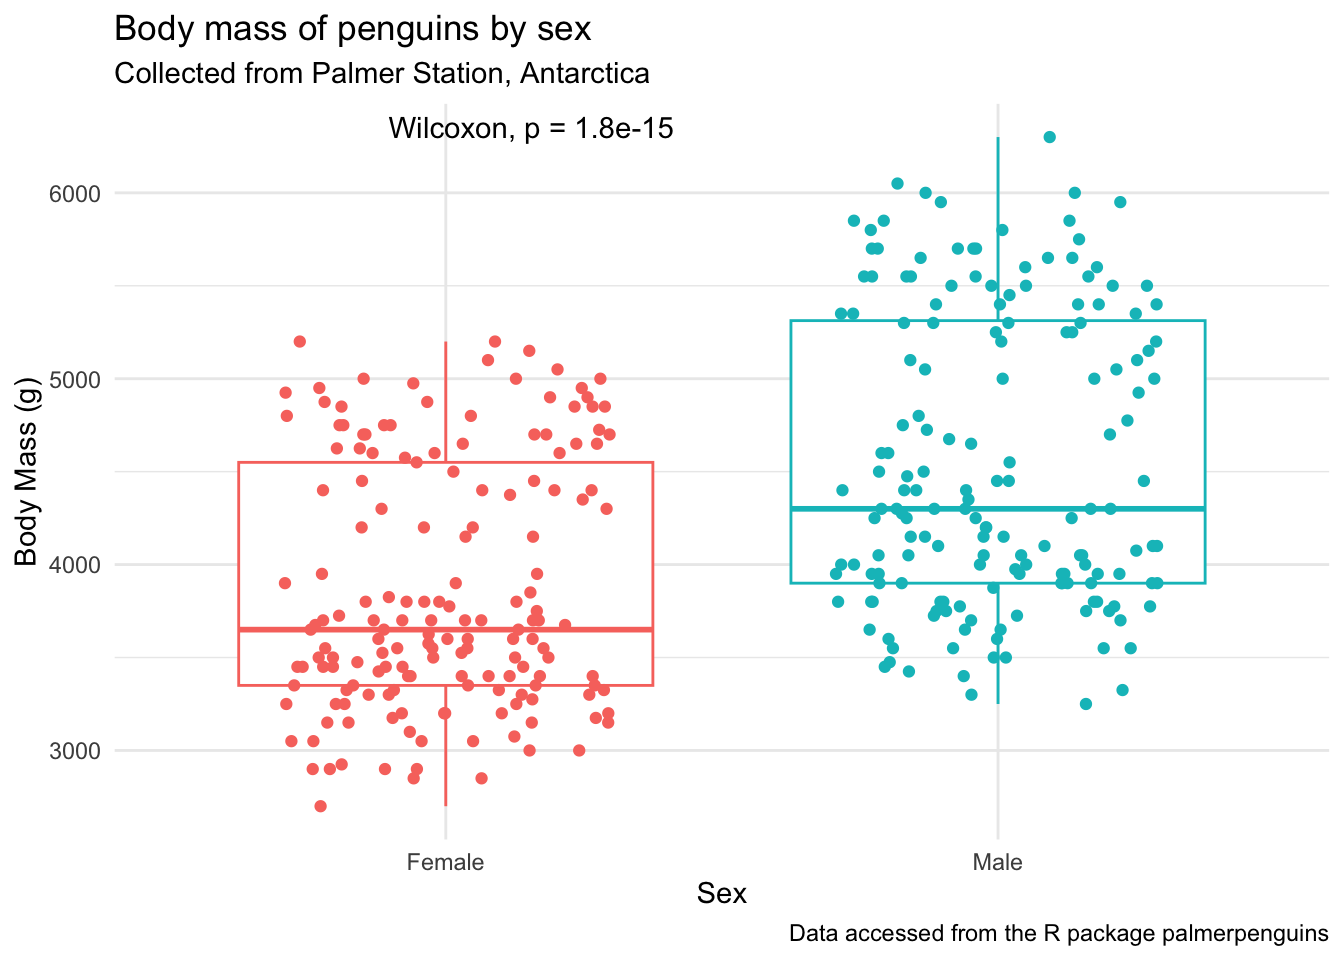 Body mass of penguins by sex
Collected from Palmer Station, Antarctica
Wilcoxon, p = 1.8e-15
Body Mass (g)
6000
5000
4000
3000
Female
Male
Sex
Data accessed from the R package palmerpenguins